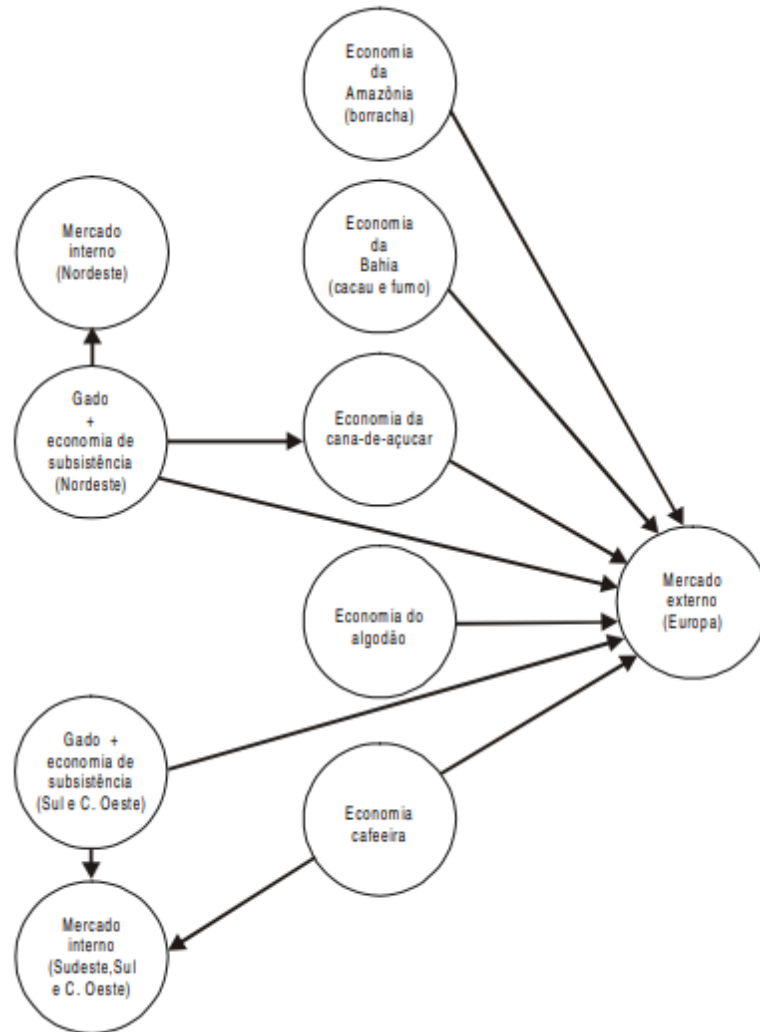 Economia
da
Amazônia
(borracha)
Mercado
interno
(Nordeste)
Economia
da
Bahia
(cacau e fumo)
Gado
+
economia de
subsistência
(Nordeste)
Economia da
cana-de-açucar
Mercado
externo
(Europa)
Economia do
algodão
Gado +
economia de
subsistência
(Sul e C. Oeste)
Economia
cafeeira
Mercado
interno
(Sudeste,Sul
e C. Oeste)